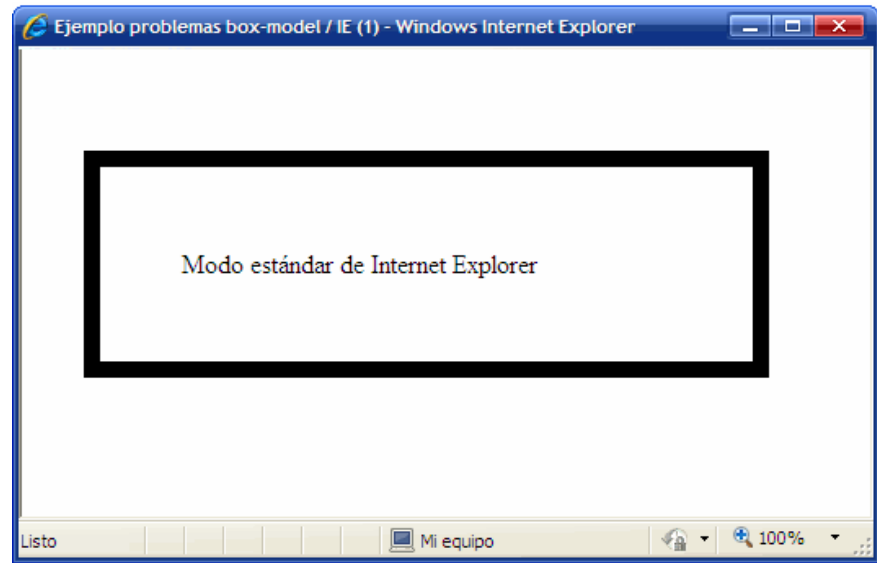 Ejemplo problemas box-model / IE (1) - Windows Internet Explorer
Modo estándar de Internet Explorer
Listo
Mi equipo
100%